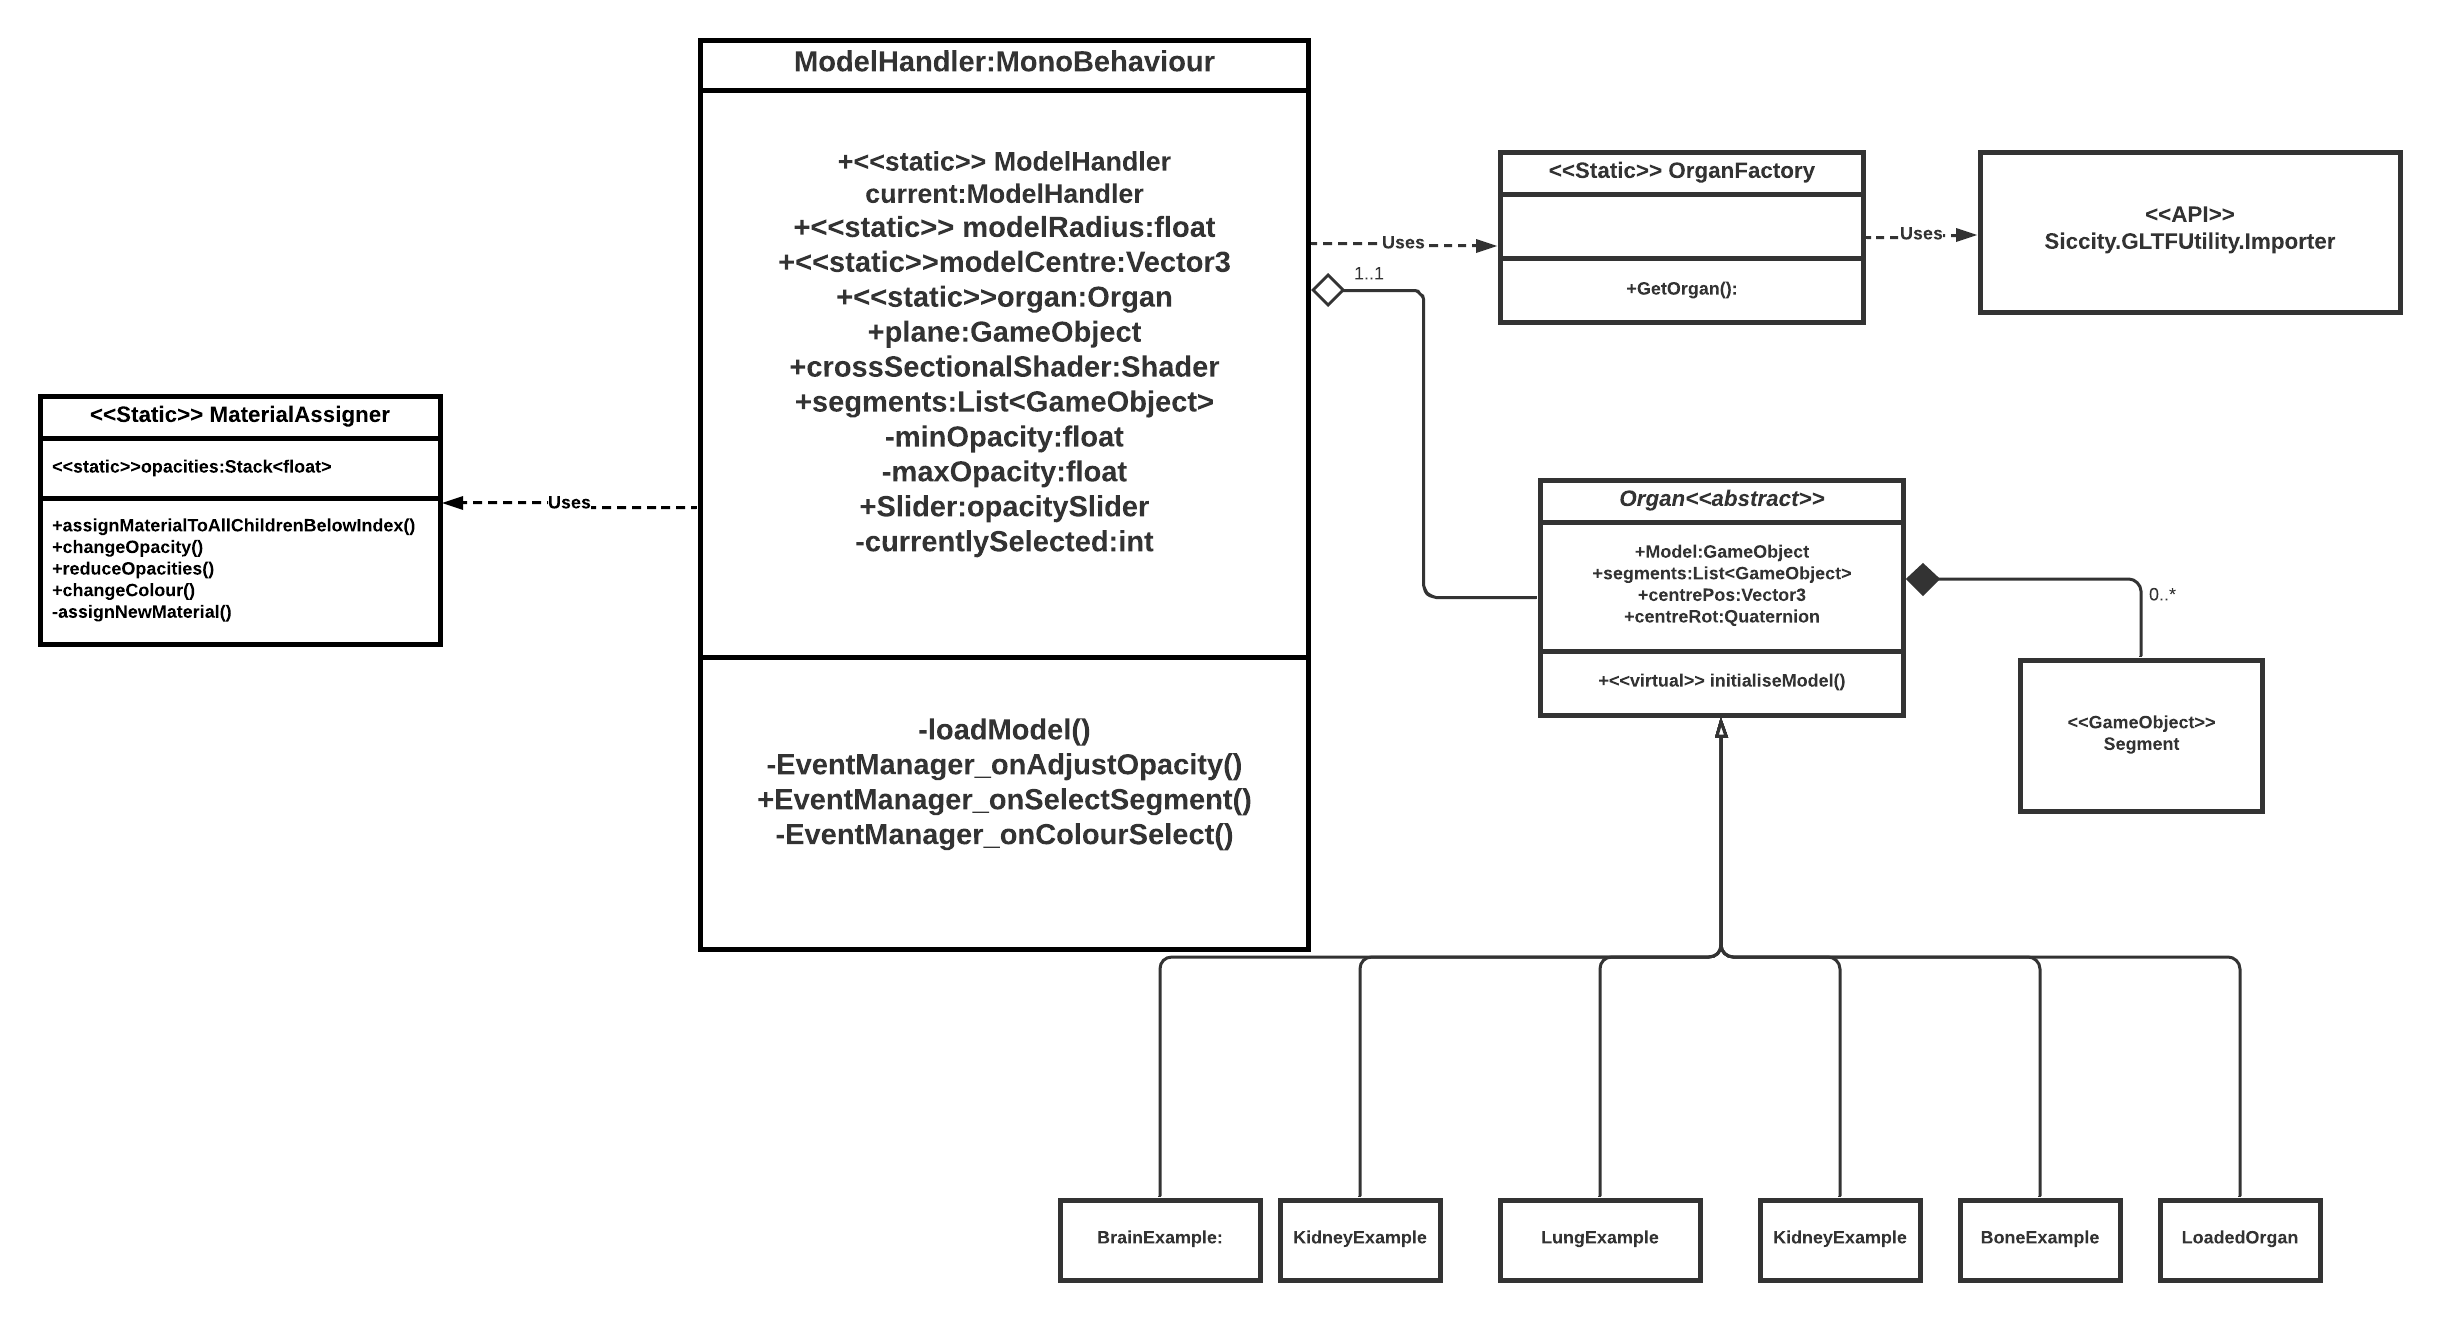 ModelHandler:MonoBehaviour
+<<static>> ModelHandler
current:ModelHandler
+<<static>> modelRadius:float
+<<static>>modelCentre:Vector3
+<<static>>organ:Organ
+plane:GameObject
+crossSectionalShader:Shader
+segments:List<GameObject>
-minOpacity:float
-maxOpacity:float
+Slider:opacitySlider
-currentlySelected:int
-loadModel()
-EventManager_onAdjustOpacity()
+EventManager_onSelectSegment()
-EventManager_onColourSelect()
<<Static>> MaterialAssigner
<<static>>opacities:Stack<float>
+assignMaterialToAllChildrenBelowIndex()
+changeOpacity()
+reduceOpacities()
+changeColour()
-assignNewMaterial()
Uses
Uses
1..1
<<Static>> OrganFactory
+GetOrgan():
Uses
<<API>>
Siccity.GLTFUtility.Importer
Organ<<abstract>>
+Model:GameObject
+segments:List<GameObject>
+centrePos:Vector3
+centreRot:Quaternion
+<<virtual>> initialiseModel()
0..*
<<GameObject>>
Segment
BrainExample:
KidneyExample
LungExample
KidneyExample
BoneExample
LoadedOrgan